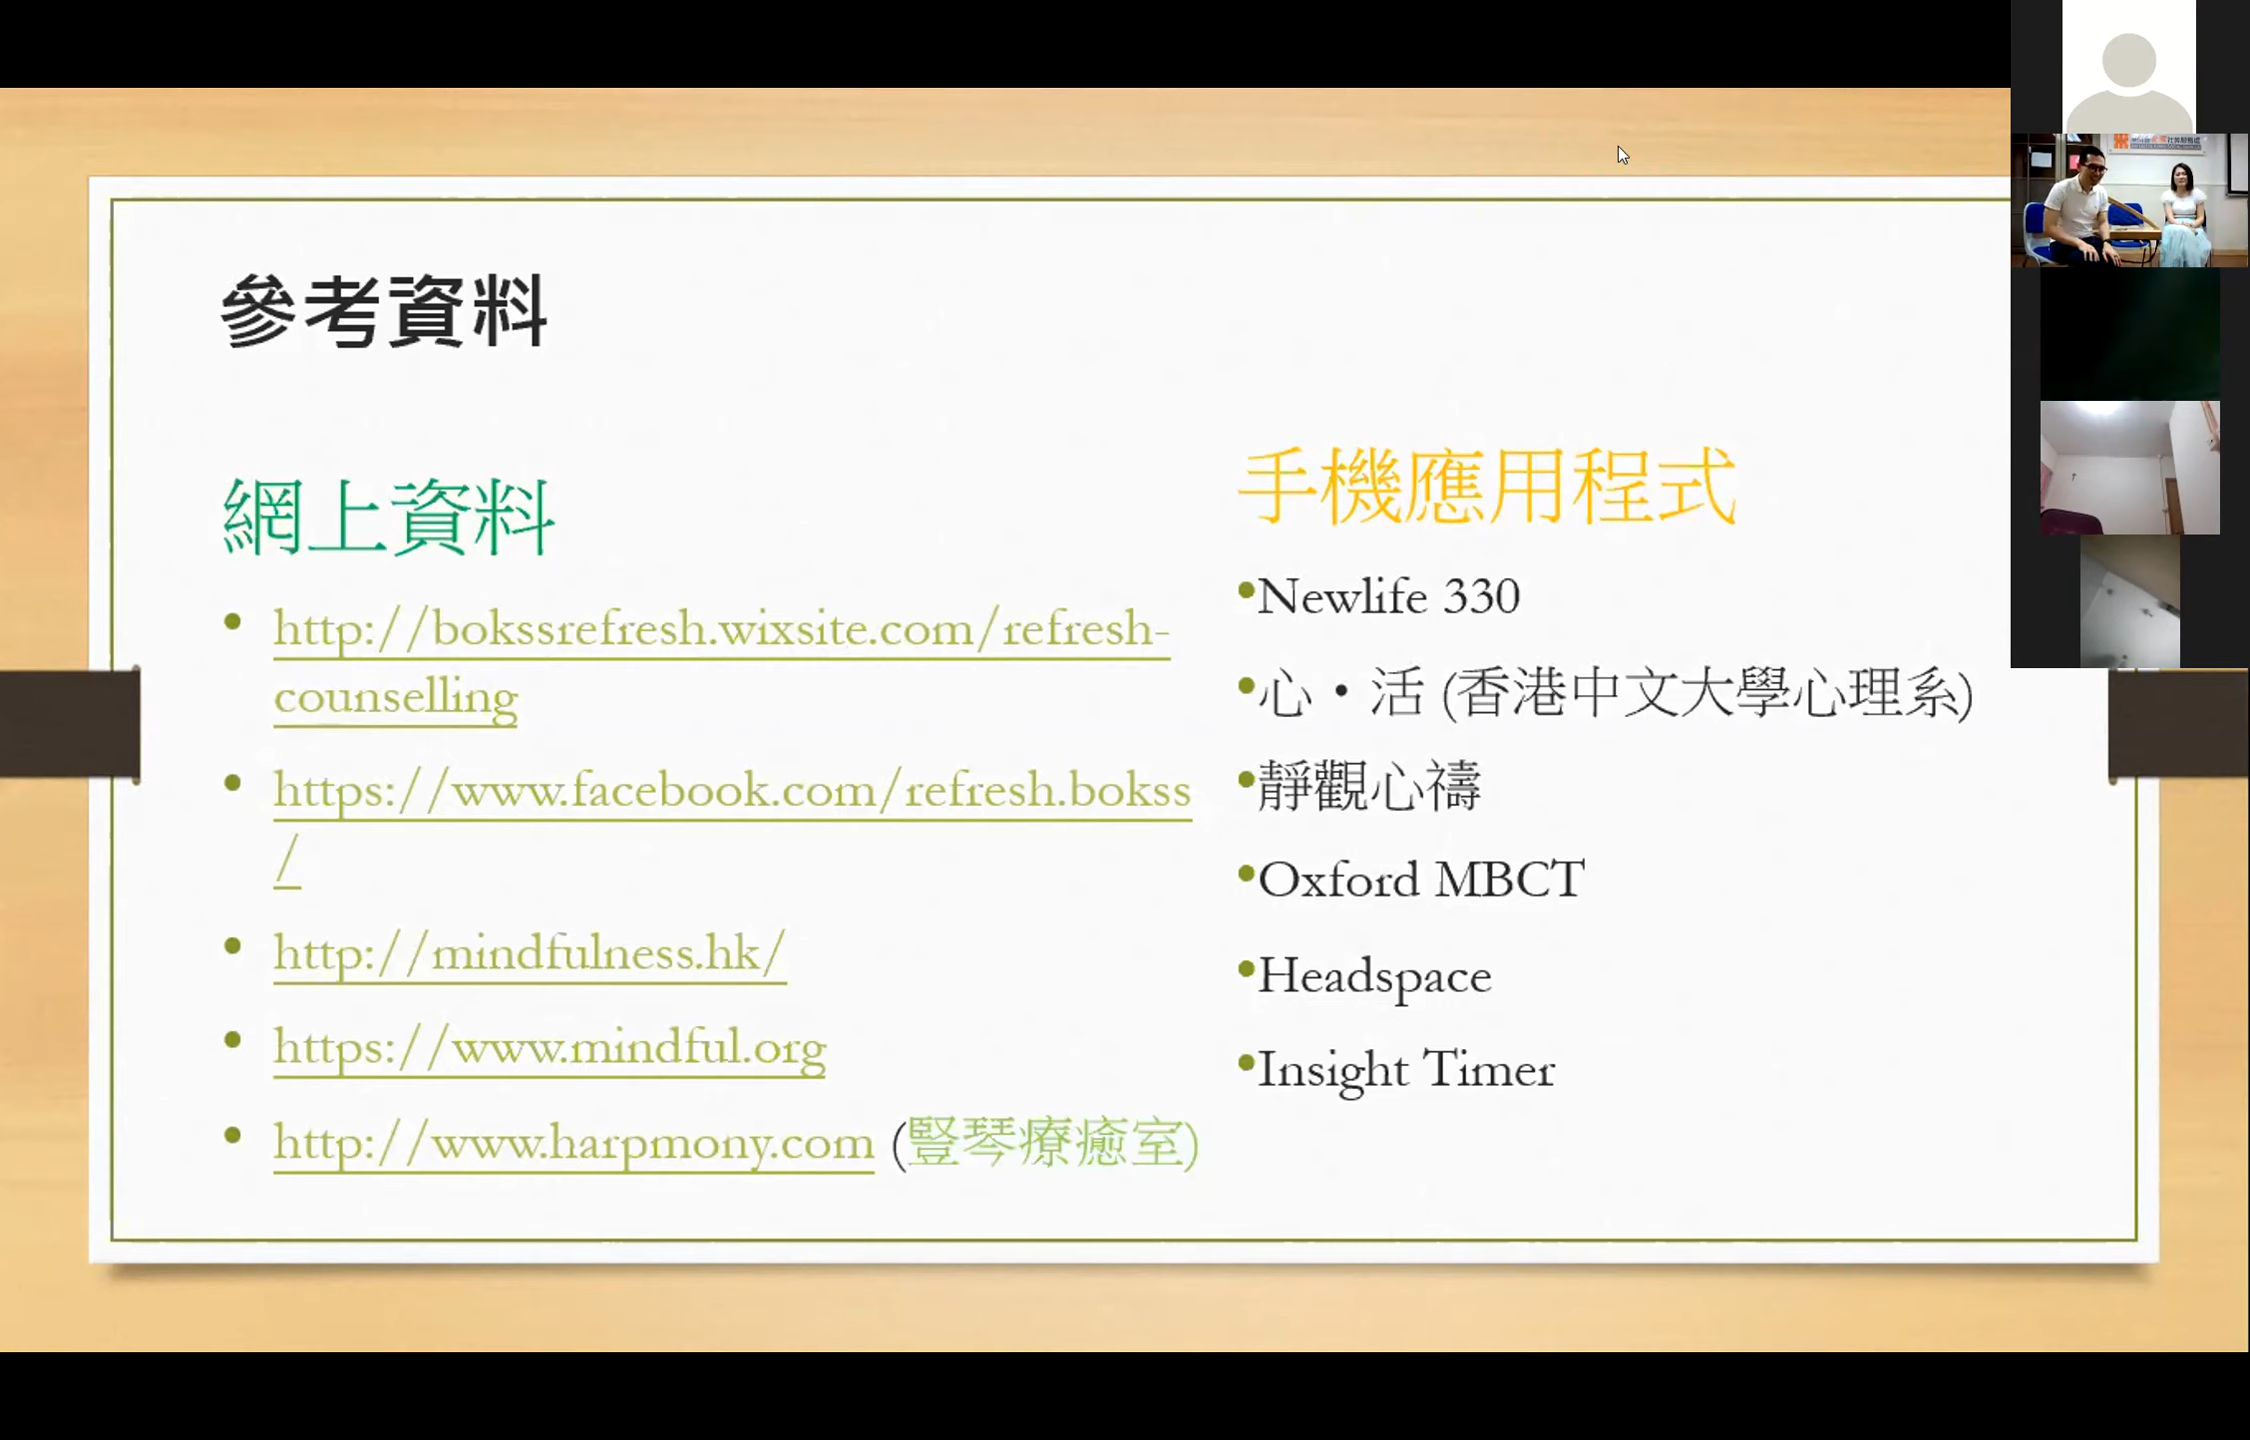 參考資料
網上資料
• http://bokssrefresh.wixsite.com/refresh-
counselling
• https://www.facebook.com/refresh.bokss
/
• http://mindfulness.hk/
• https://www.mindful.org
• http://www.harpmony.com (豎琴療癒室)
手機應用程式
•Newlife 330
•心・活 (香港中文大學心理系)
•靜觀心禱
•Oxford MBCT
•Headspace
•Insight Timer